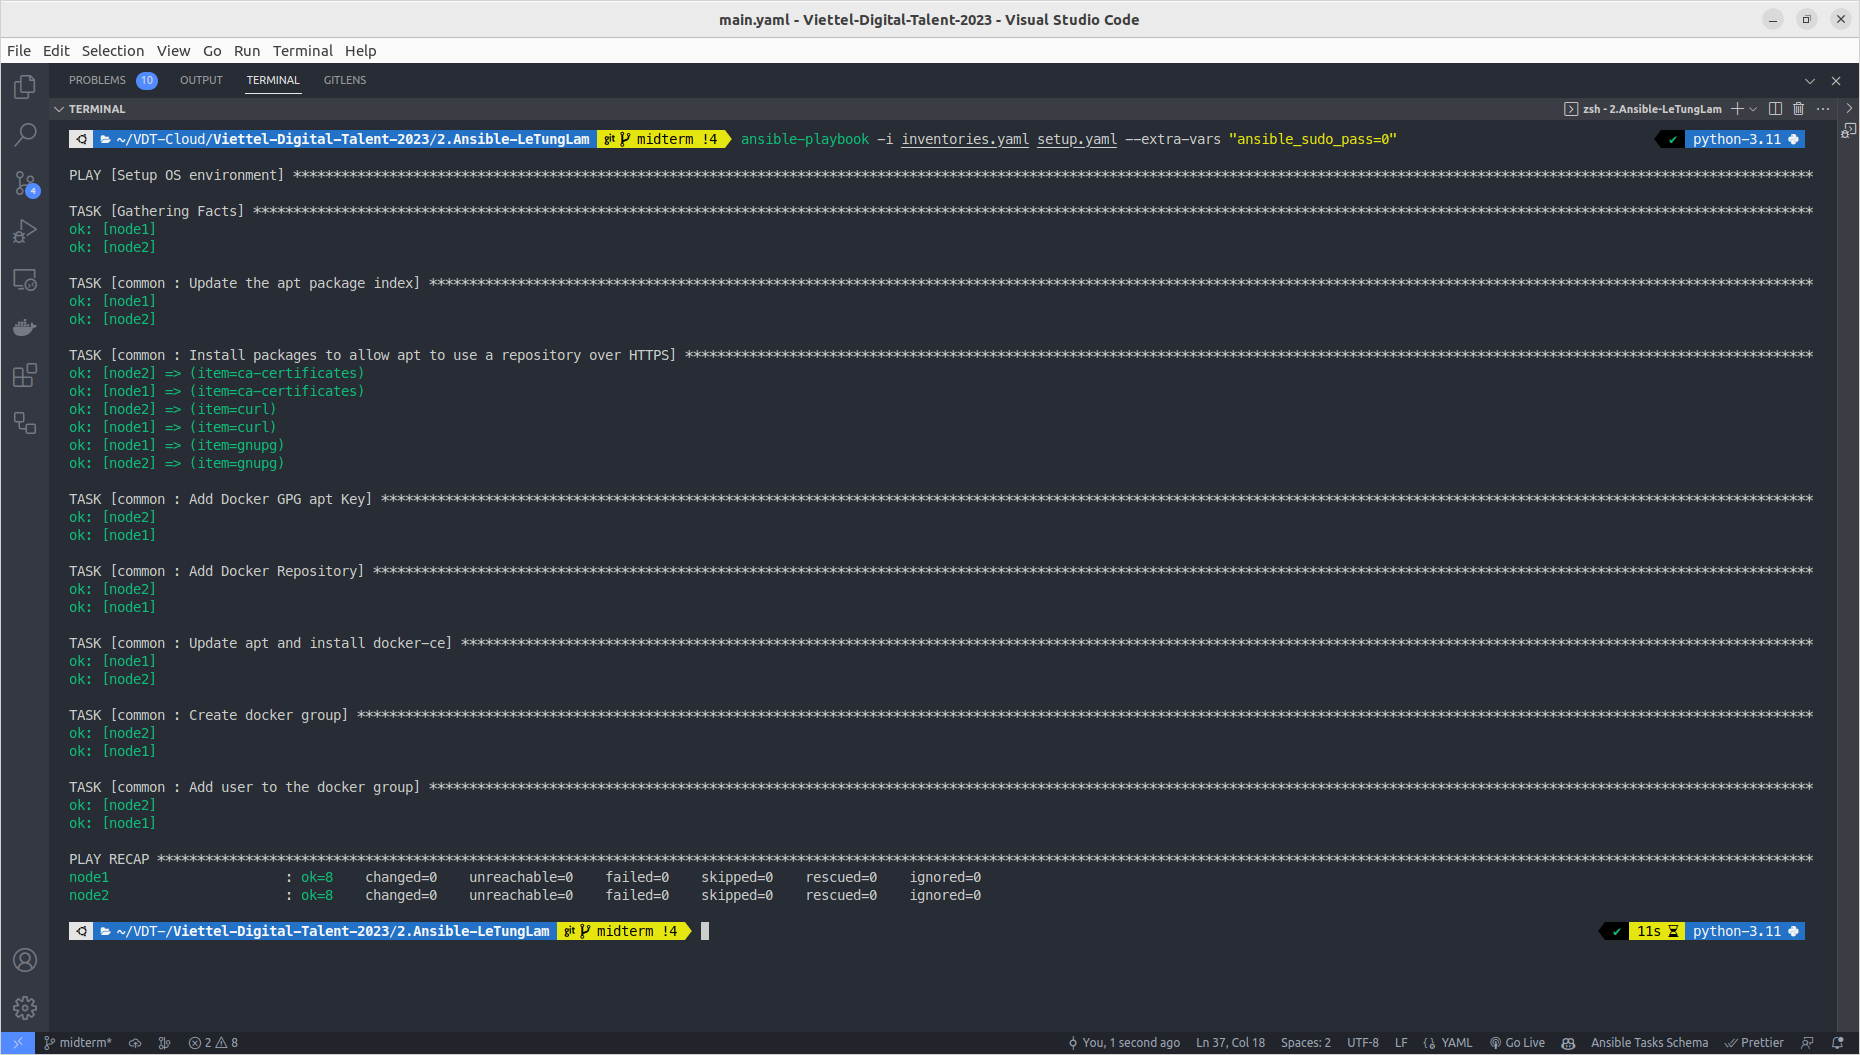 main.yaml - Viettel-Digital-Talent-2023 - Visual Studio Code
File Edit Selection View Go Run Terminal Help
PROBLEMS 10 OUTPUT TERMINAL GITLENS
TERMINAL zsh - 2.Ansible-LeTungLam
~/VDT-Cloud/Viettel-Digital-Talent-2023/2.Ansible-LeTungLam git midterm !4 ansible-playbook -i inventories.yaml setup.yaml --extra-vars "ansible_sudo_pass=0" ✔ python-3.11
PLAY [Setup OS environment] ****************************************************************************************************************************************************************************************
TASK [Gathering Facts] *********************************************************************************************************************************************************************************************
ok: [node1]
ok: [node2]
TASK [common : Update the apt package index] ***********************************************************************************************************************************************************************
ok: [node1]
ok: [node2]
TASK [common : Install packages to allow apt to use a repository over HTTPS] ***************************************************************************************************************************************
ok: [node2] => (item=ca-certificates)
ok: [node1] => (item=ca-certificates)
ok: [node2] => (item=curl)
ok: [node1] => (item=curl)
ok: [node1] => (item=gnupg)
ok: [node2] => (item=gnupg)
TASK [common : Add Docker GPG apt Key] *****************************************************************************************************************************************************************************
ok: [node2]
ok: [node1]
TASK [common : Add Docker Repository] ******************************************************************************************************************************************************************************
ok: [node2]
ok: [node1]
TASK [common : Update apt and install docker-ce] *******************************************************************************************************************************************************************
ok: [node1]
ok: [node2]
TASK [common : Create docker group] ********************************************************************************************************************************************************************************
ok: [node2]
ok: [node1]
TASK [common : Add user to the docker group] ***********************************************************************************************************************************************************************
ok: [node2]
ok: [node1]
PLAY RECAP *********************************************************************************************************************************************************************************************************
node1 : ok=8 changed=0 unreachable=0 failed=0 skipped=0 rescued=0 ignored=0
node2 : ok=8 changed=0 unreachable=0 failed=0 skipped=0 rescued=0 ignored=0
~/VDT-/Viettel-Digital-Talent-2023/2.Ansible-LeTungLam git midterm !4 ✔ 11s python-3.11
4
midterm* 2 8 You, 1 second ago Ln 37, Col 18 Spaces: 2 UTF-8 LF YAML Go Live Ansible Tasks Schema Prettier